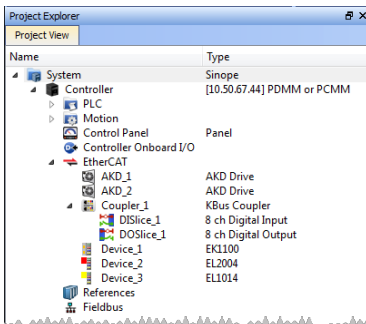 Project Explorer
Project View
Name Type
System Sinope
Controller [10.50.67.44] PDMM or PCMM
PLC
Motion
Control Panel Panel
Controller Onboard I/O
EtherCAT
AKD_1 AKD Drive
AKD_2 AKD Drive
Coupler_1 KBus Coupler
DISlice_1 8 ch Digital Input
DOSlice_1 8 ch Digital Output
Device_1 EK1100
Device_2 EL2004
Device_3 EL1014
References
Fieldbus